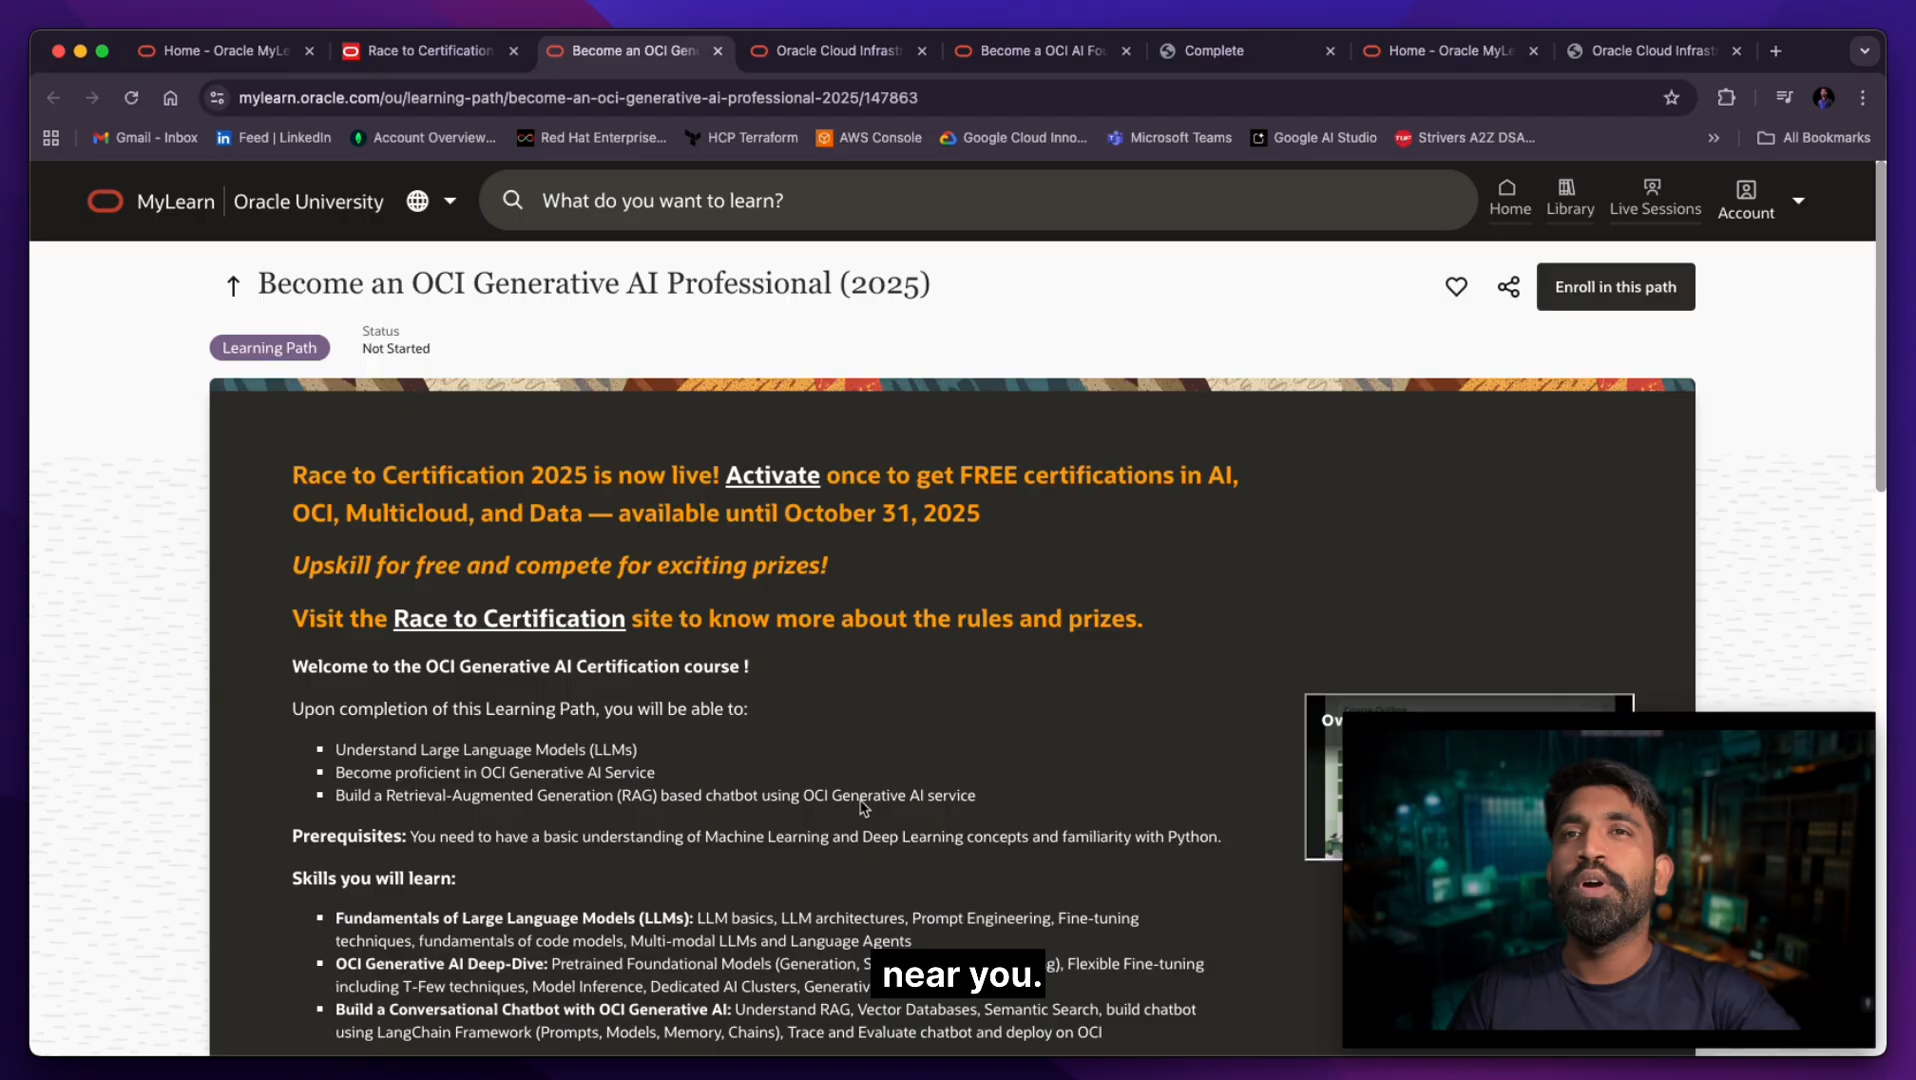 Home - Oracle MyLe
Race to Certification
Become an OCI Gen
Oracle Cloud Infrastr
Become a OCI AI Fou
Complete
Home - Oracle MyLe
Oracle Cloud Infrast
mylearn.oracle.com/ou/learning-path/become-an-oci-generative-ai-professional-2025/147863
Gmail - Inbox
Feed | LinkedIn
Account Overview...
Red Hat Enterprise...
HCP Terraform
AWS Console
Google Cloud Inno...
Microsoft Teams
Google AI Studio
Strivers A2Z DSA...
All Bookmarks
MyLearn
Oracle University
What do you want to learn?
Home
Library
Live Sessions
Account
Become an OCI Generative AI Professional (2025)
Enroll in this path
Learning Path
Status
Not Started
Race to Certification 2025 is now live! Activate once to get FREE certifications in AI,
OCI, Multicloud, and Data — available until October 31, 2025
Upskill for free and compete for exciting prizes!
Visit the Race to Certification site to know more about the rules and prizes.
Welcome to the OCI Generative AI Certification course !
Upon completion of this Learning Path, you will be able to:
Understand Large Language Models (LLMs)
Become proficient in OCI Generative AI Service
Build a Retrieval-Augmented Generation (RAG) based chatbot using OCI Generative AI service
Prerequisites: You need to have a basic understanding of Machine Learning and Deep Learning concepts and familiarity with Python.
Skills you will learn:
Fundamentals of Large Language Models (LLMs): LLM basics, LLM architectures, Prompt Engineering, Fine-tuning
techniques, fundamentals of code models, Multi-modal LLMs and Language Agents
OCI Generative AI Deep-Dive: Pretrained Foundational Models (Generation, S g), Flexible Fine-tuning
including T-Few techniques, Model Inference, Dedicated AI Clusters, Generativ
near you.
Build a Conversational Chatbot with OCI Generative AI: Understand RAG, Vector Databases, Semantic Search, build chatbot
using LangChain Framework (Prompts, Models, Memory, Chains), Trace and Evaluate chatbot and deploy on OCI